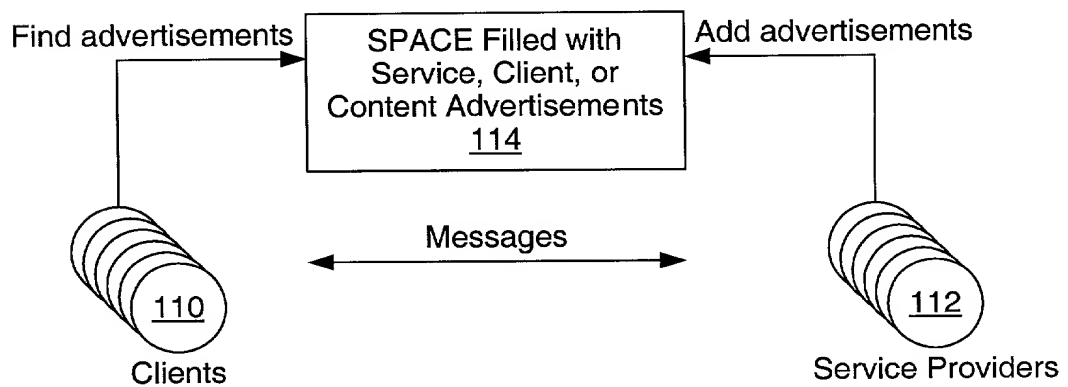 Find advertisements
SPACE Filled with
Service, Client, or
Content Advertisements
114
Add advertisements
Messages
110
Clients
112
Service Providers